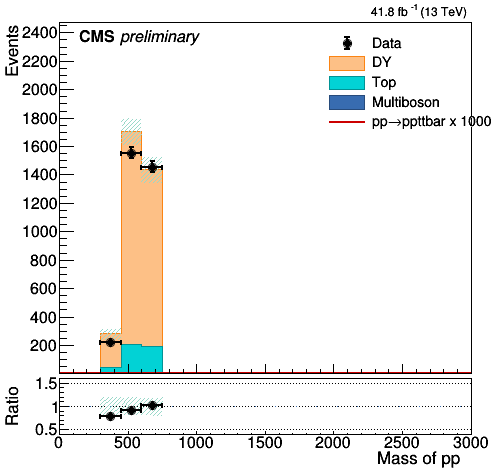 41.8 fb⁻¹ (13 TeV)
CMS preliminary
Events
2400
2200
2000
1800
1600
1400
1200
1000
800
600
400
200
Data
DY
Top
Multiboson
pp→ppttbar x 1000
Ratio
1.5
1
0.5
0 500 1000 1500 2000 2500 3000
Mass of pp